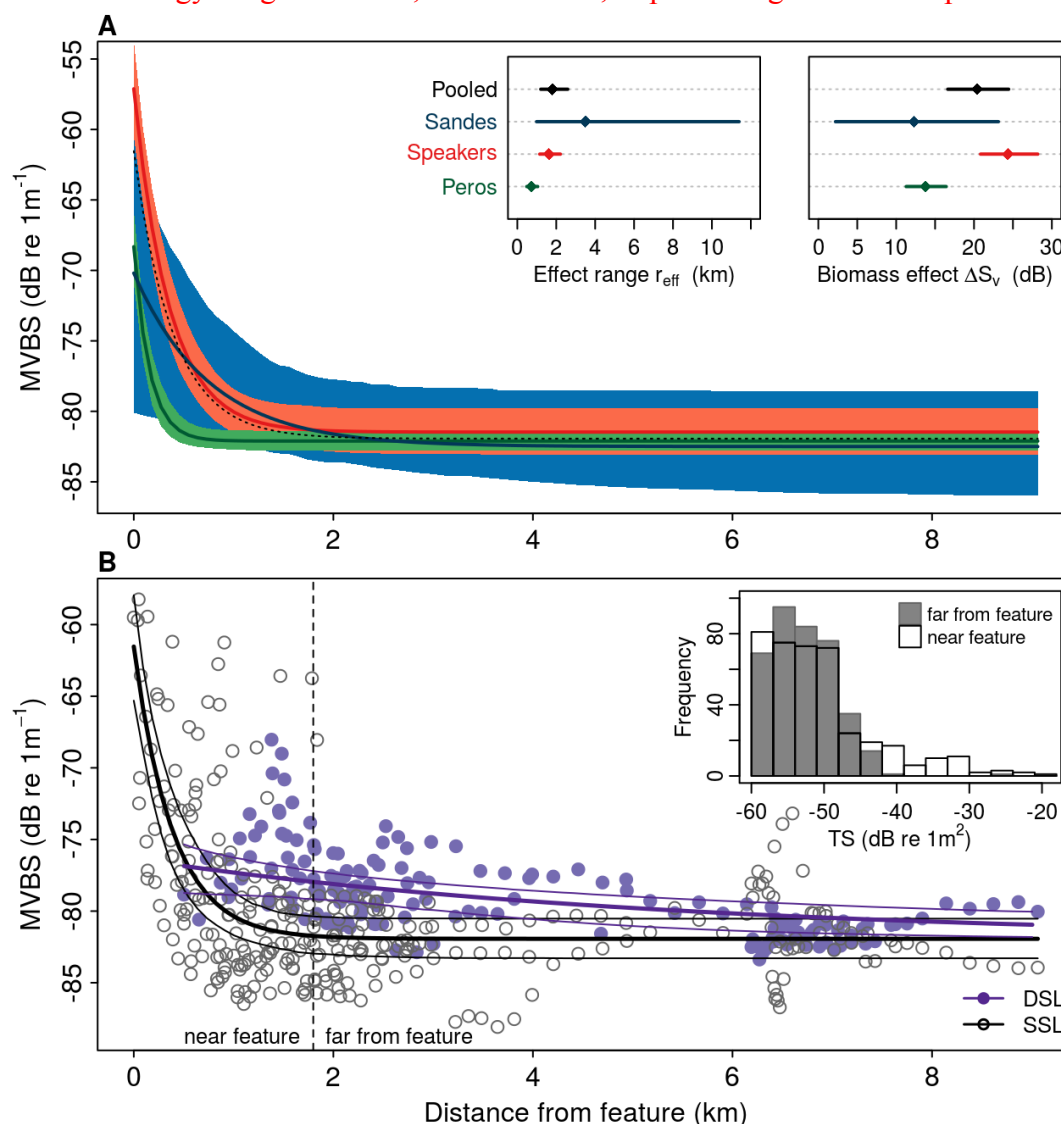 A
-55
-60
-65
-70
-75
-80
-85
MVBS (dB re 1m-1)
Pooled
Sandes
Speakers
Peros
0 2 4 6 8 10
Effect range reff (km)
0 10 20 30
Biomass effect ΔSv (dB)
0 2 4 6 8
B
-60
-65
-70
-75
-80
-85
MVBS (dB re 1m-1)
far from feature
near feature
Frequency
80
40
0
-60 -50 -40 -30 -20
TS (dB re 1m2)
DSL
SSL
near feature far from feature
0 2 4 6 8
Distance from feature (km)